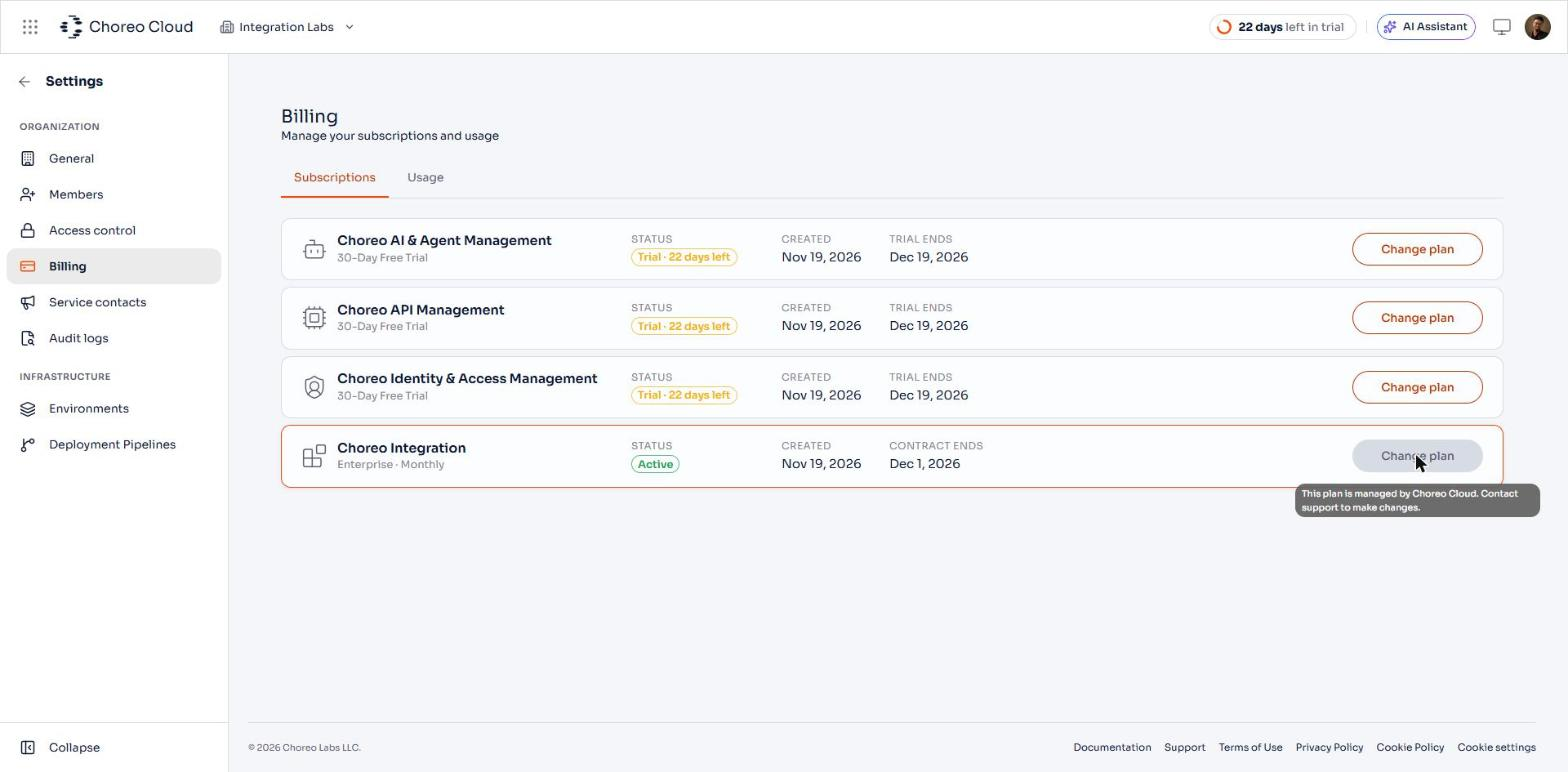 Choreo Cloud
Integration Labs
22 days left in trial
AI Assistant
Settings
ORGANIZATION
General
Members
Access control
Billing
Service contacts
Audit logs
INFRASTRUCTURE
Environments
Deployment Pipelines
Collapse
Billing
Manage your subscriptions and usage
Subscriptions Usage
Choreo AI & Agent Management
30-Day Free Trial
STATUS
Trial · 22 days left
CREATED
Nov 19, 2026
TRIAL ENDS
Dec 19, 2026
Change plan
Choreo API Management
30-Day Free Trial
STATUS
Trial · 22 days left
CREATED
Nov 19, 2026
TRIAL ENDS
Dec 19, 2026
Change plan
Choreo Identity & Access Management
30-Day Free Trial
STATUS
Trial · 22 days left
CREATED
Nov 19, 2026
TRIAL ENDS
Dec 19, 2026
Change plan
Choreo Integration
Enterprise · Monthly
STATUS
Active
CREATED
Nov 19, 2026
CONTRACT ENDS
Dec 1, 2026
Change plan
This plan is managed by Choreo Cloud. Contact
support to make changes.
© 2026 Choreo Labs LLC.
Documentation Support Terms of Use Privacy Policy Cookie Policy Cookie settings